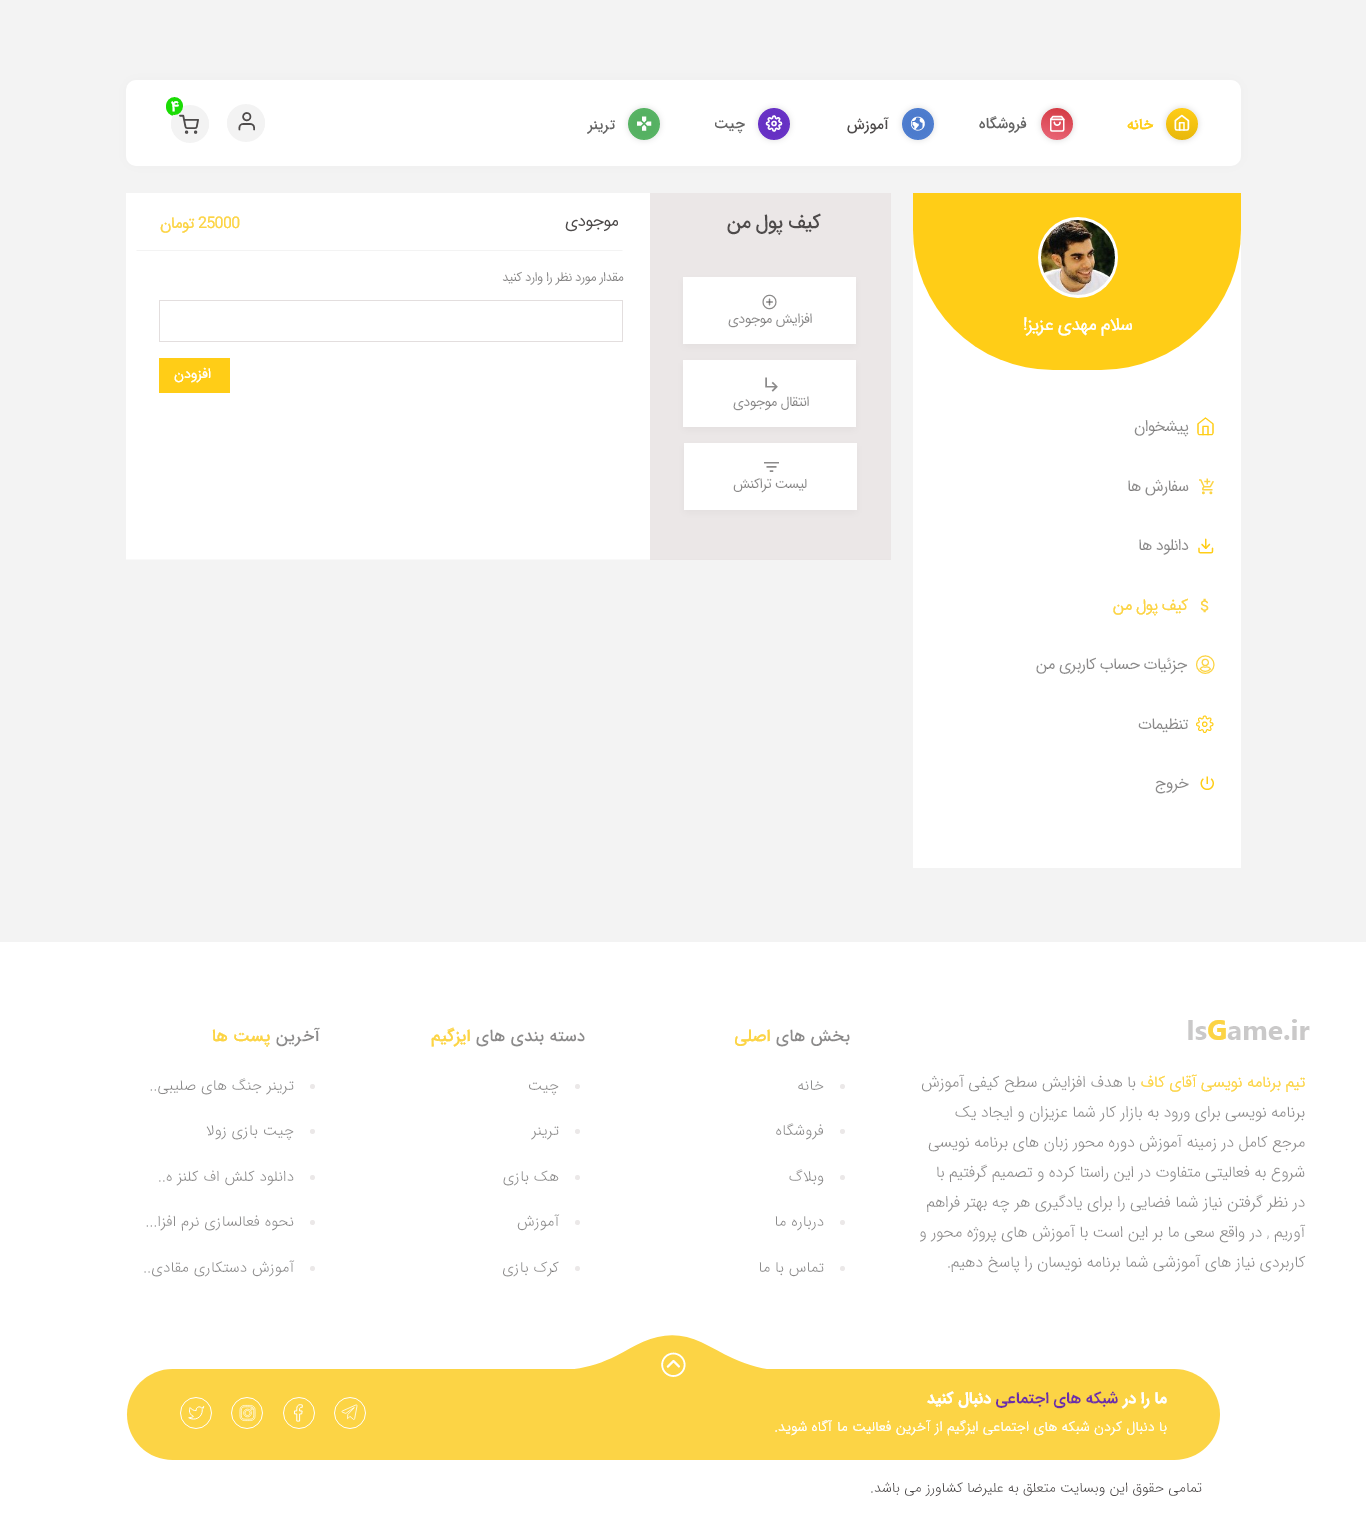 خانه
فروشگاه
آموزش
چیت
ترینر
۴
سلام مهدی عزیز!
پیشخوان
سفارش ها
دانلود ها
کیف پول من
جزئیات حساب کاربری من
تنظیمات
خروج
کیف پول من
افزایش موجودی
انتقال موجودی
لیست تراکنش
موجودی
25000 تومان
مقدار مورد نظر را وارد کنید
افزودن
IsGame.ir
تیم برنامه نویسی آقای کاف با هدف افزایش سطح کیفی آموزش
برنامه نویسی برای ورود به بازار کار شما عزیزان و ایجاد یک
مرجع کامل در زمینه آموزش دوره محور زبان های برنامه نویسی
شروع به فعالیتی متفاوت در این راستا کرده و تصمیم گرفتیم با
در نظر گرفتن نیاز شما فضایی را برای یادگیری هر چه بهتر فراهم
آوریم , در واقع سعی ما بر این است با آموزش های پروژه محور و
کاربردی نیاز های آموزشی شما برنامه نویسان را پاسخ دهیم.
بخش های اصلی
خانه
فروشگاه
وبلاگ
درباره ما
تماس با ما
دسته بندی های ایزگیم
چیت
ترینر
هک بازی
آموزش
کرک بازی
آخرین پست ها
ترینر جنگ های صلیبی..
چیت بازی زولا
دانلود کلش اف کلنز ه..
نحوه فعالسازی نرم افزا...
آموزش دستکاری مقادی..
ما را در شبکه های اجتماعی دنبال کنید
با دنبال کردن شبکه های اجتماعی ایزگیم از آخرین فعالیت ما آگاه شوید.
تمامی حقوق این وبسایت متعلق به علیرضا کشاورز می باشد.